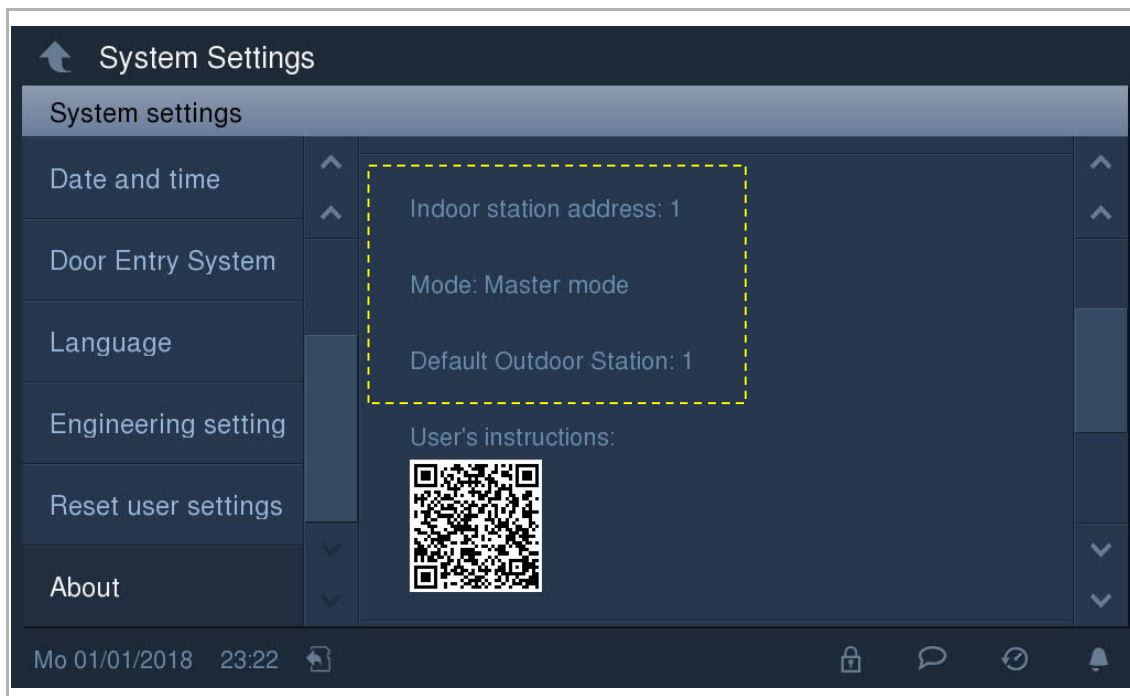 System Settings
System settings
Date and time
Door Entry System
Language
Engineering setting
Reset user settings
About
Indoor station address: 1
Mode: Master mode
Default Outdoor Station: 1
User's instructions:
Mo 01/01/2018 23:22